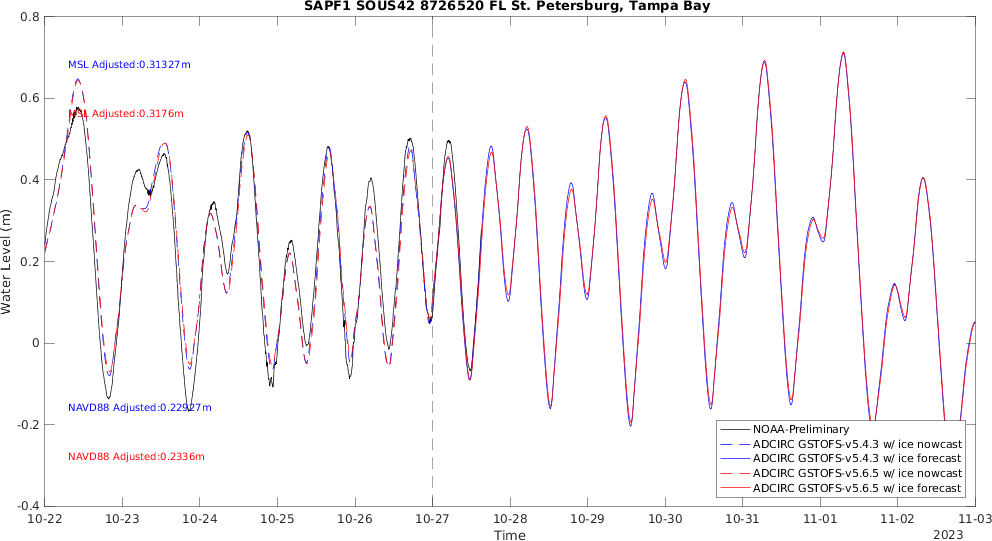 SAPF1 SOUS42 8726520 FL St. Petersburg, Tampa Bay
0.8
0.6
0.4
0.2
0
-0.2
-0.4
Water Level (m)
MSL Adjusted:0.31327m
MSL Adjusted:0.3176m
NAVD88 Adjusted:0.22927m
NAVD88 Adjusted:0.2336m
NOAA-Preliminary
ADCIRC GSTOFS-v5.4.3 w/ ice nowcast
ADCIRC GSTOFS-v5.4.3 w/ ice forecast
ADCIRC GSTOFS-v5.6.5 w/ ice nowcast
ADCIRC GSTOFS-v5.6.5 w/ ice forecast
10-22 10-23 10-24 10-25 10-26 10-27 10-28 10-29 10-30 10-31 11-01 11-02 11-03
Time
2023